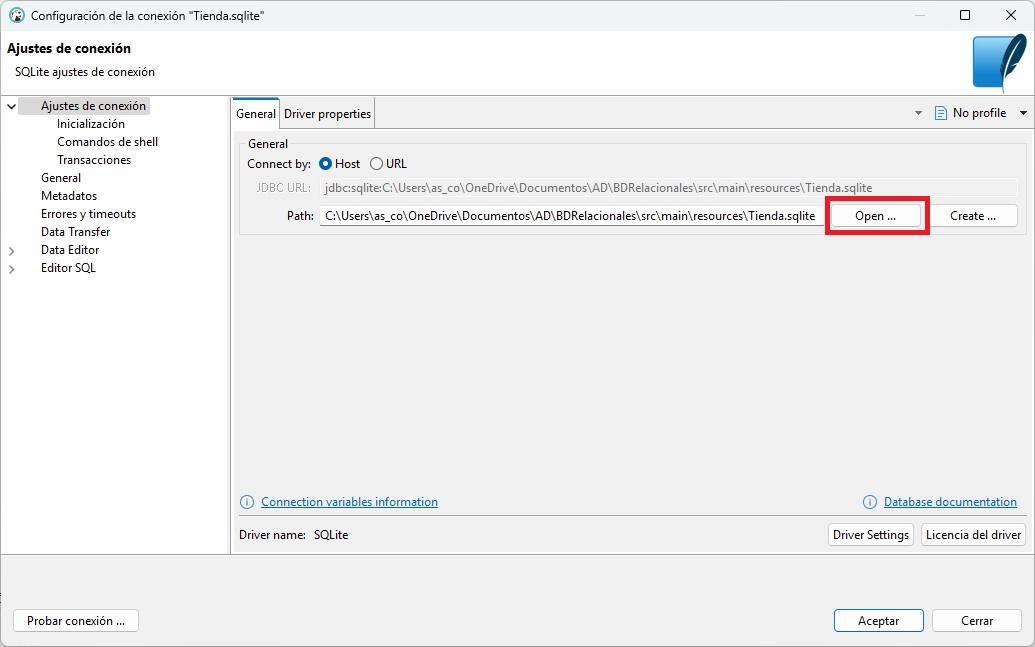 Configuración de la conexión "Tienda.sqlite"
Ajustes de conexión
SQLite ajustes de conexión
Ajustes de conexión
Inicialización
Comandos de shell
Transacciones
General
Metadatos
Errores y timeouts
Data Transfer
Data Editor
Editor SQL
General Driver properties No profile
General
Connect by: Host URL
JDBC URL: jdbc:sqlite:C:\Users\as_co\OneDrive\Documentos\AD\BDRelacionales\src\main\resources\Tienda.sqlite
Path: C:\Users\as_co\OneDrive\Documentos\AD\BDRelacionales\src\main\resources\Tienda.sqlite Open ... Create ...
Connection variables information Database documentation
Driver name: SQLite Driver Settings Licencia del driver
Probar conexión ... Aceptar Cerrar